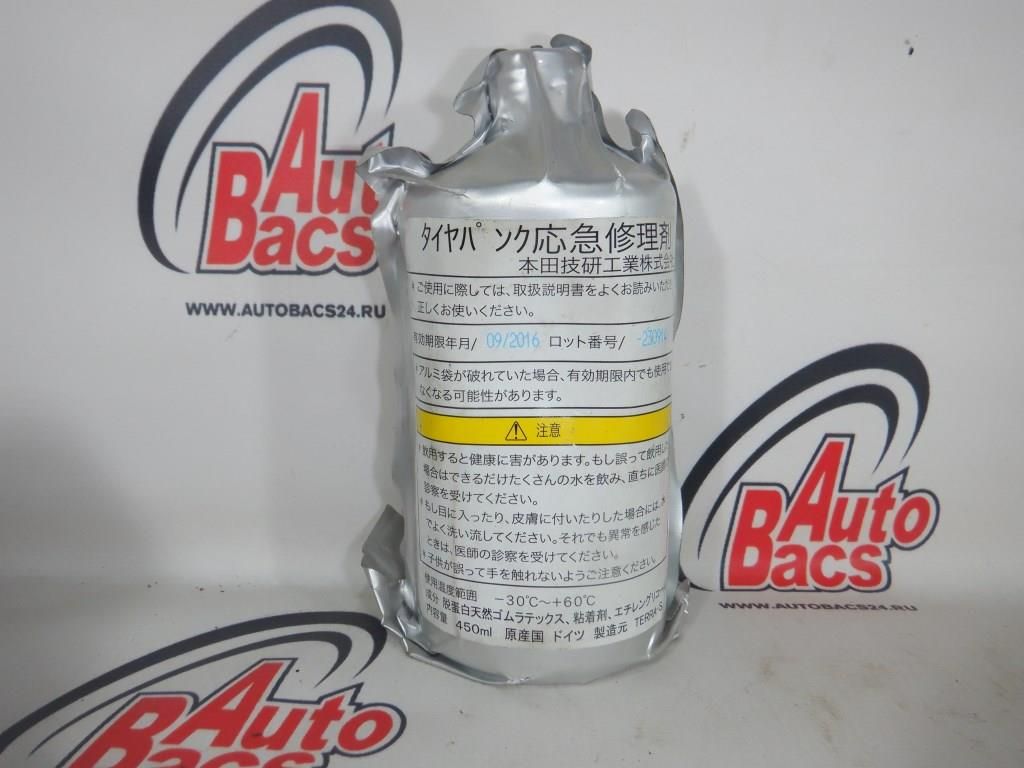 Auto
Bacs
WWW.AUTOBACS24.RU
タイヤパンク応急修理剤
本田技研工業株式会社
*ご使用に際しては、取扱説明書をよくお読みいただき
正しくお使いください。
有効期限年月/ 09/2016 ロット番号/ -230914
*アルミ袋が破れていた場合、有効期限内でも使用で
なくなる可能性があります。
注意
*飲用すると健康に害があります。もし誤って飲用した
場合はできるだけたくさんの水を飲み、直ちに医師
診察を受けてください。
*もし目に入ったり、皮膚に付いたりした場合には、水
でよく洗い流してください。それでも異常を感じた
ときは、医師の診察を受けてください。
*子供が誤って手を触れないようご注意ください。
使用温度範囲 -30℃~+60℃
成分 脱蛋白天然ゴムラテックス、粘着剤、エチレングリコー
内容量 450ml 原産国 ドイツ 製造元 TERRA-S
Auto
Bacs
WWW.AUTOBACS24.RU
Auto
Bacs